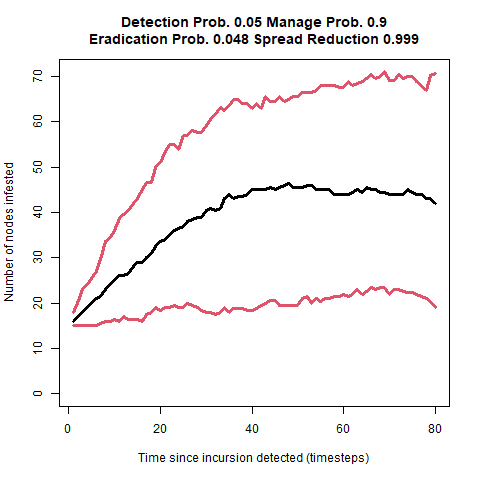 Detection Prob. 0.05 Manage Prob. 0.9
Eradication Prob. 0.048 Spread Reduction 0.999
Number of nodes infested
70
60
50
40
30
20
10
0
0 20 40 60 80
Time since incursion detected (timesteps)